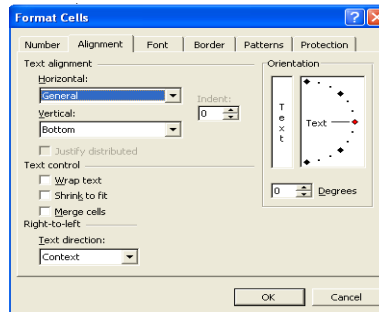 Format Cells
Number Alignment Font Border Patterns Protection
Text alignment
Horizontal:
General
Indent:
0
Vertical:
Bottom
Justify distributed
Text control
Wrap text
Shrink to fit
Merge cells
Right-to-left
Text direction:
Context
Orientation
Text
Text
0 Degrees
OK Cancel